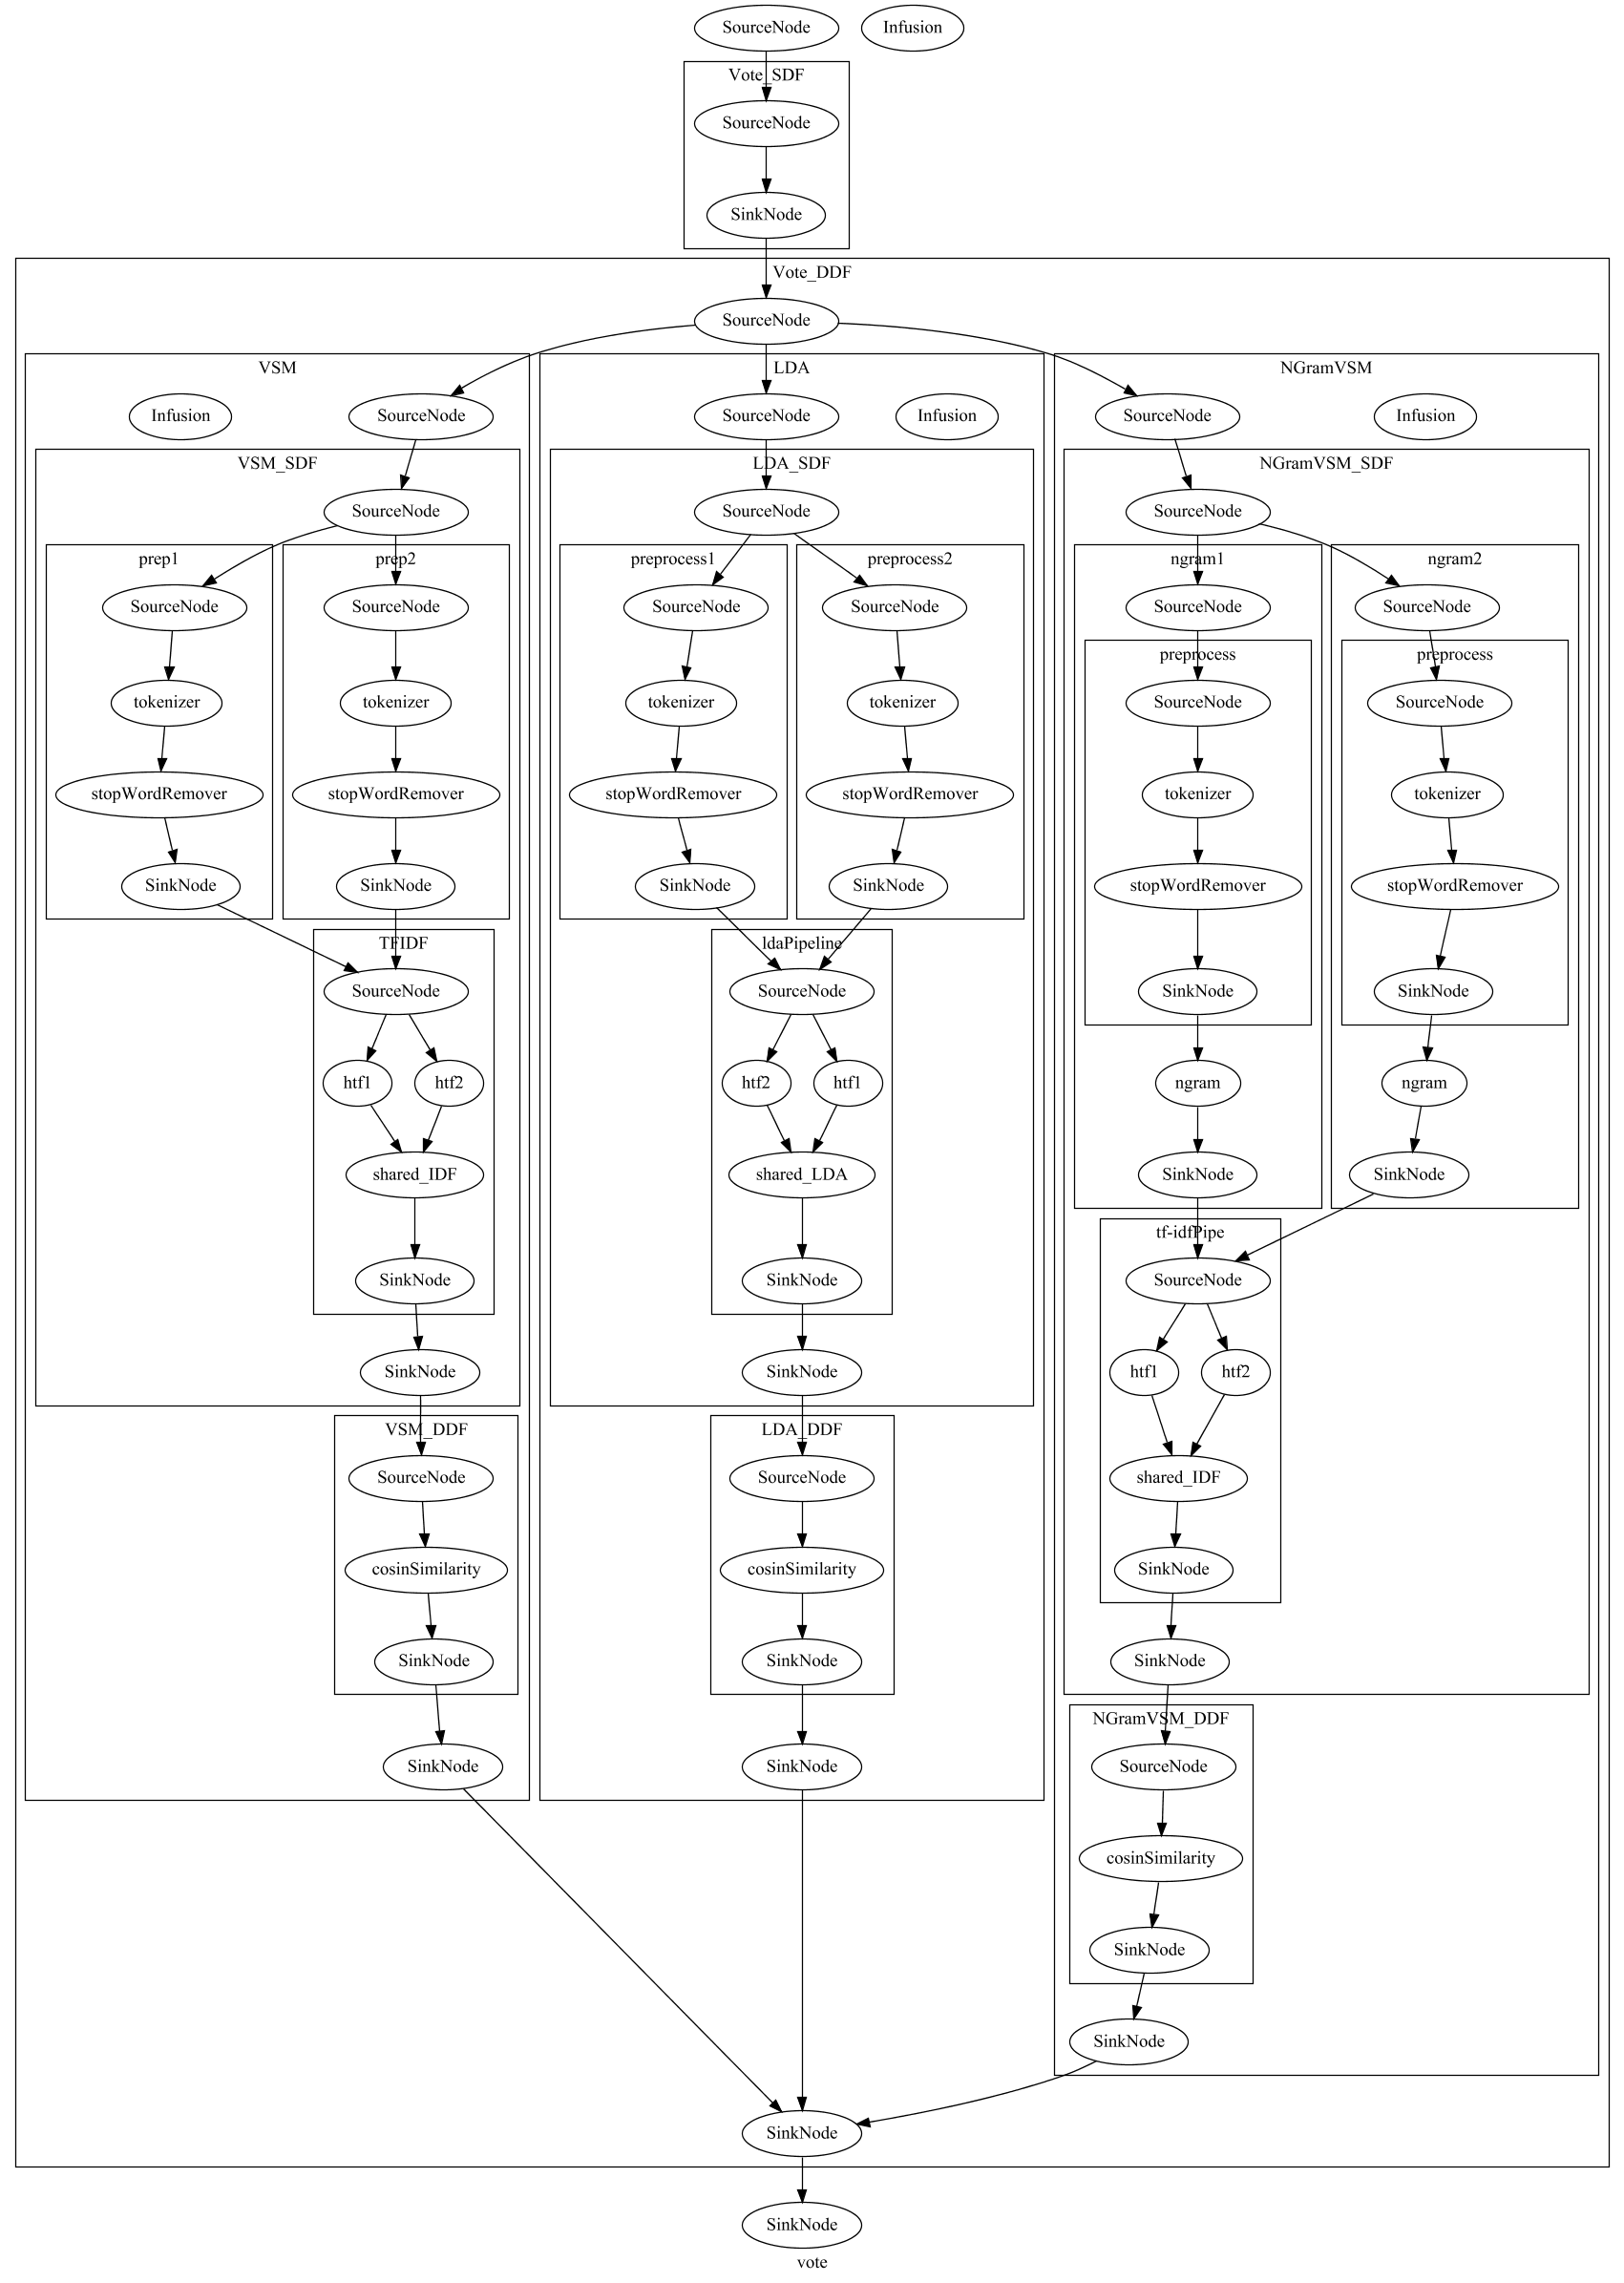 SourceNode
Infusion
Vote_SDF
SourceNode
SinkNode
Vote_DDF
SourceNode
VSM
Infusion
SourceNode
VSM_SDF
SourceNode
prep1
SourceNode
tokenizer
stopWordRemover
SinkNode
prep2
SourceNode
tokenizer
stopWordRemover
SinkNode
TFIDF
SourceNode
htf1
htf2
shared_IDF
SinkNode
SinkNode
VSM_DDF
SourceNode
cosinSimilarity
SinkNode
SinkNode
LDA
SourceNode
Infusion
LDA_SDF
SourceNode
preprocess1
SourceNode
tokenizer
stopWordRemover
SinkNode
preprocess2
SourceNode
tokenizer
stopWordRemover
SinkNode
ldaPipeline
SourceNode
htf2
htf1
shared_LDA
SinkNode
SinkNode
LDA_DDF
SourceNode
cosinSimilarity
SinkNode
SinkNode
NGramVSM
SourceNode
Infusion
NGramVSM_SDF
SourceNode
ngram1
SourceNode
preprocess
SourceNode
tokenizer
stopWordRemover
SinkNode
ngram
SinkNode
ngram2
SourceNode
preprocess
SourceNode
tokenizer
stopWordRemover
SinkNode
ngram
SinkNode
tf-idfPipe
SourceNode
htf1
htf2
shared_IDF
SinkNode
SinkNode
NGramVSM_DDF
SourceNode
cosinSimilarity
SinkNode
SinkNode
SinkNode
SinkNode
vote